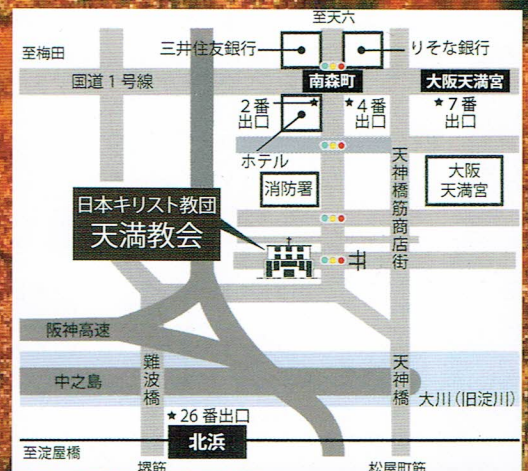 至天六
至梅田
三井住友銀行
りそな銀行
国道1号線
南森町
大阪天満宮
★
★
★
2番
出口
4番
出口
7番
出口
ホテル
消防署
天神橋筋商店街
大阪
天満宮
日本キリスト教団
天満教会
阪神高速
中之島
難波橋
天神橋
大川(旧淀川)
★26番出口
北浜
至淀屋橋
堺筋
松屋町筋